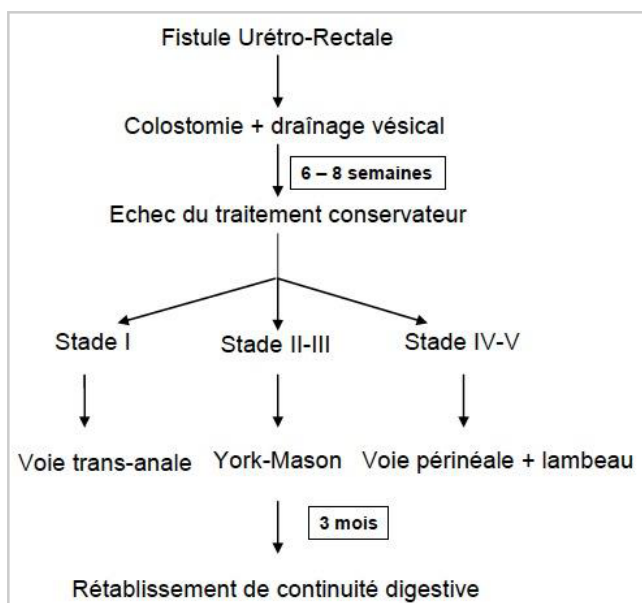 Fistule Urétro-Rectale
Colostomie + draînage vésical
6 – 8 semaines
Echec du traitement conservateur
Stade I
Stade II-III
Stade IV-V
Voie trans-anale
York-Mason
Voie périnéale + lambeau
3 mois
Rétablissement de continuité digestive